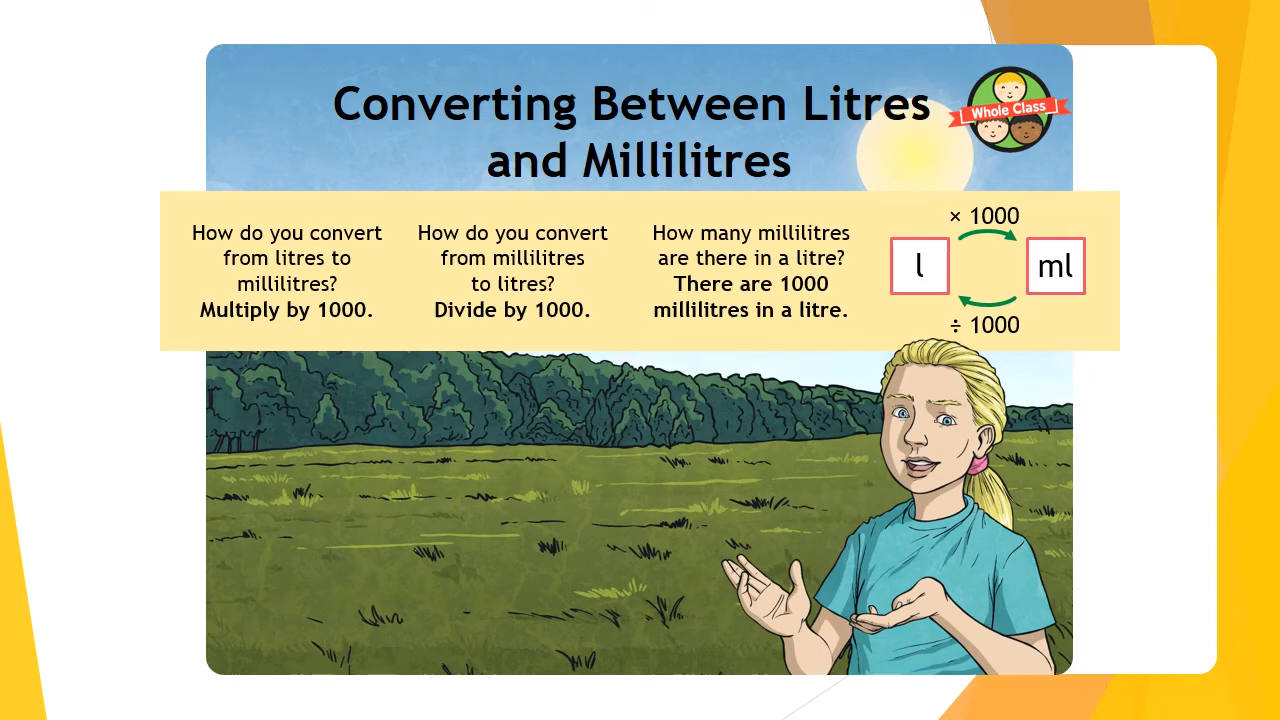 Converting Between Litres
and Millilitres
Whole Class
How do you convert
from litres to
millilitres?
Multiply by 1000.
How do you convert
from millilitres
to litres?
Divide by 1000.
How many millilitres
are there in a litre?
There are 1000
millilitres in a litre.
× 1000
l
ml
÷ 1000